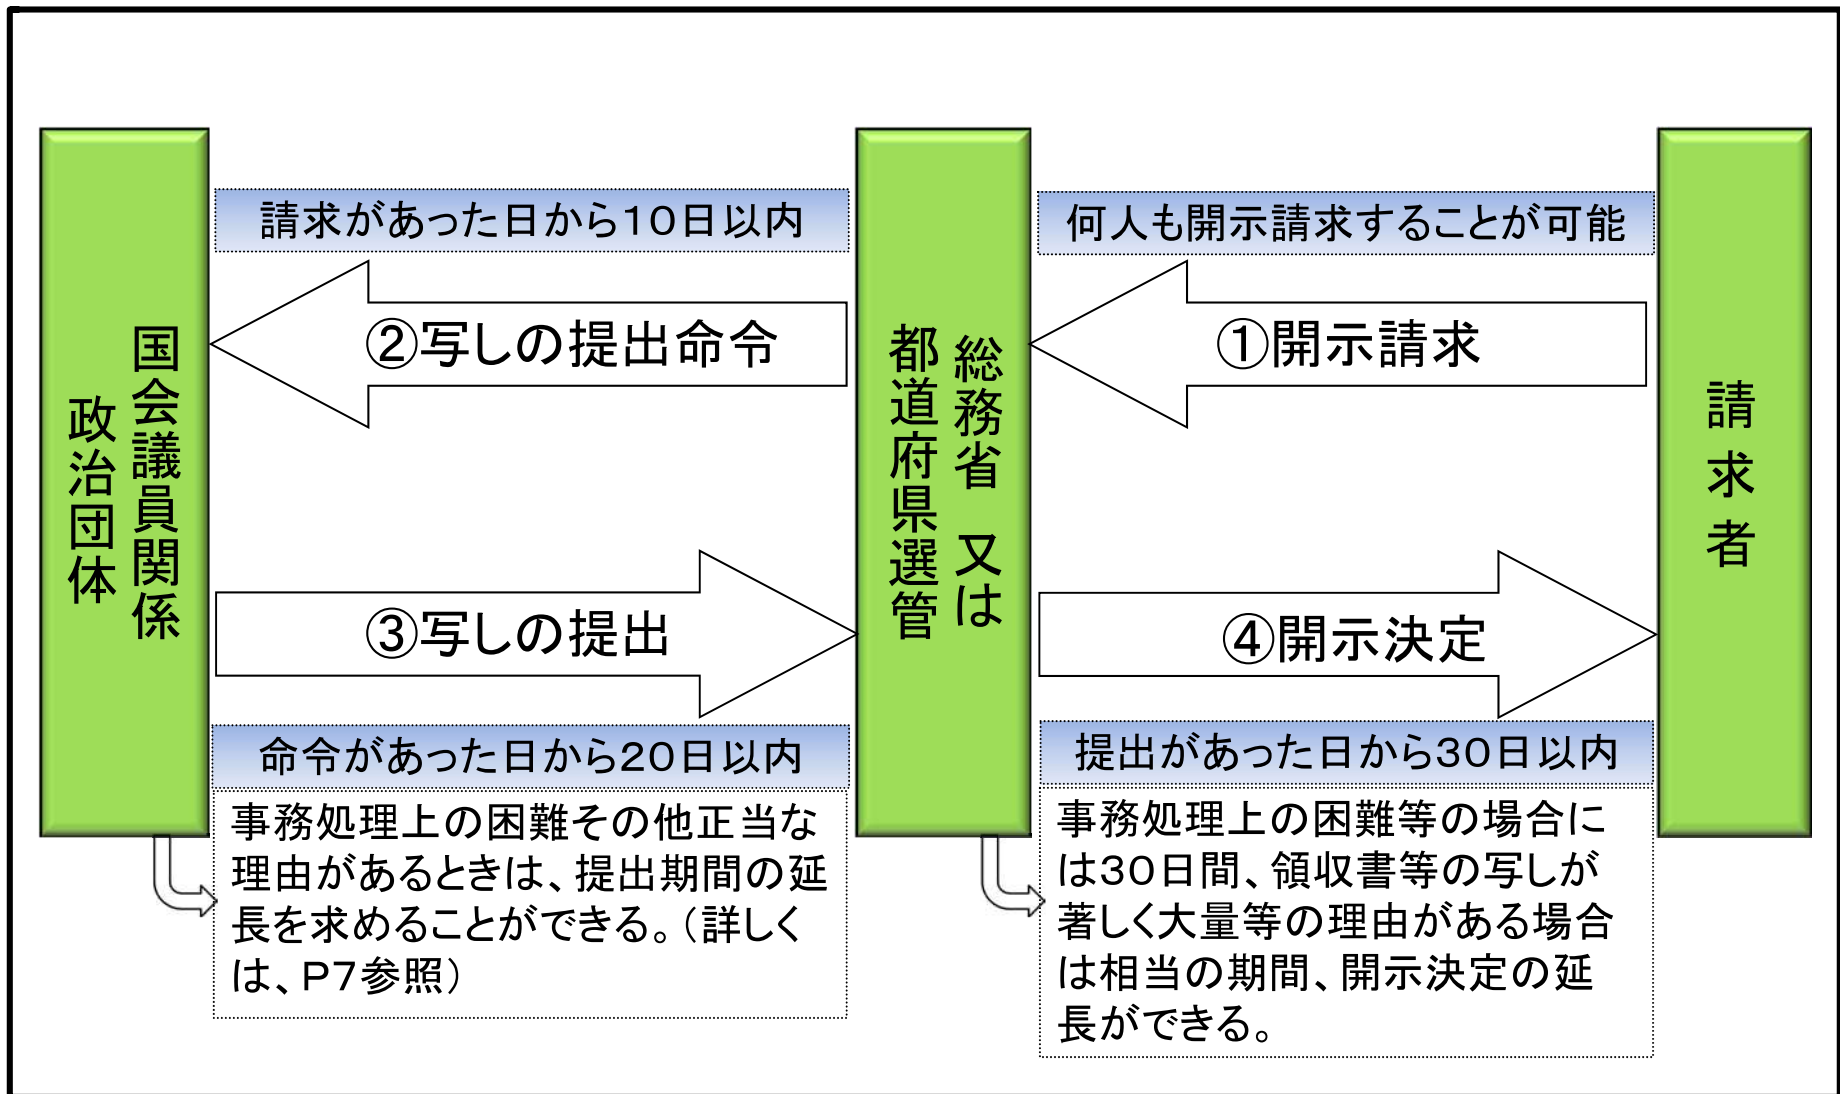 請求があった日から１０日以内
何人も開示請求することが可能
②写しの提出命令
①開示請求
国会議員関係
政治団体
総務省 又は
都道府県選管
請求者
③写しの提出
④開示決定
命令があった日から２０日以内
事務処理上の困難その他正当な
理由があるときは、提出期間の延
長を求めることができる。（詳しく
は、Ｐ７参照）
提出があった日から３０日以内
事務処理上の困難等の場合に
は３０日間、領収書等の写しが
著しく大量等の理由がある場合
は相当の期間、開示決定の延
長ができる。